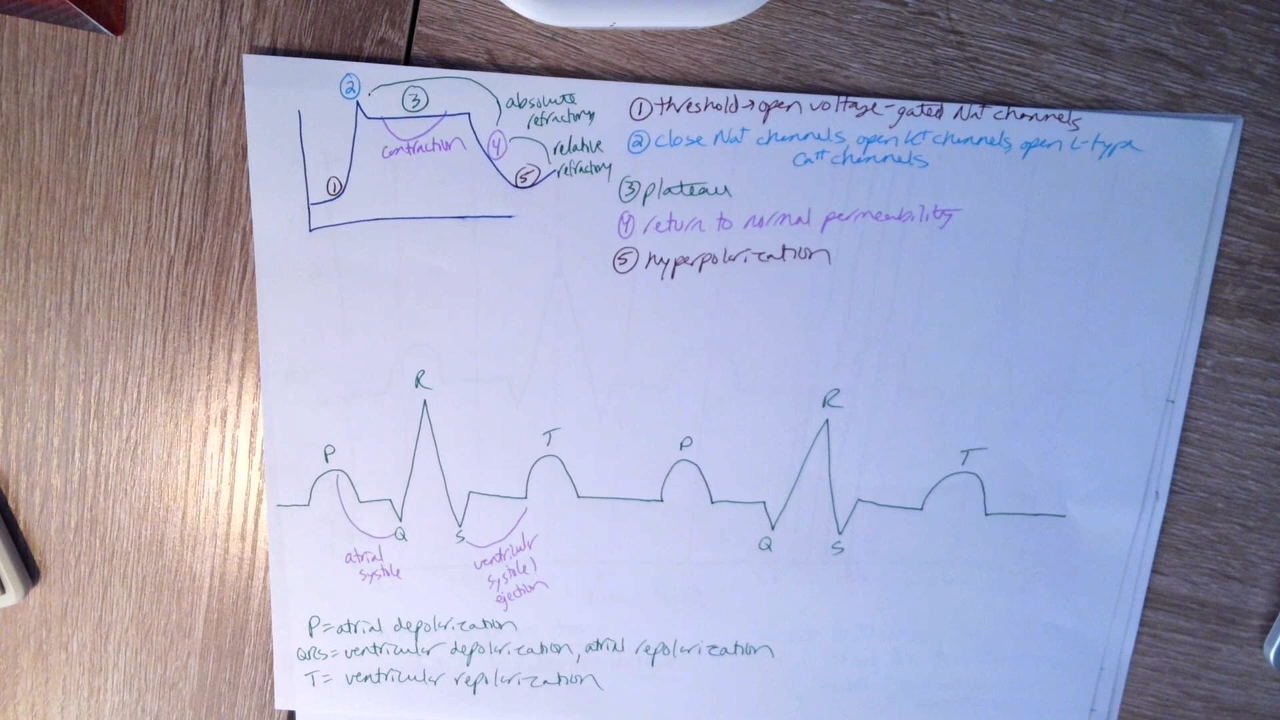 ②
③
absolute
refractory
contraction
④
relative
refractory
①
⑤
① threshold → open voltage-gated Na⁺ channels
② close Na⁺ channels, open K⁺ channels, open L-type
Ca⁺⁺ channels
③ plateau
④ return to normal permeability
⑤ hyperpolarization
R
R
P
T
P
T
Q
S
Q
S
atrial
systole
ventricular
systole/
ejection
P = atrial depolarization
QRS = ventricular depolarization, atrial repolarization
T = ventricular repolarization